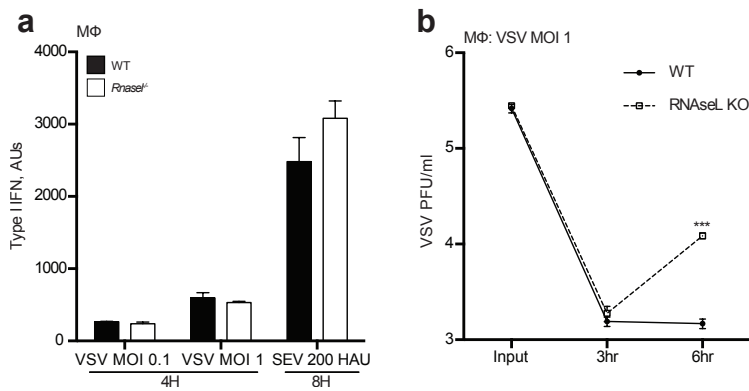 a
MΦ
4000
3000
2000
1000
0
Type I IFN, AUs
WT
Rnasel-/-
VSV MOI 0.1 VSV MOI 1 SEV 200 HAU
4H 8H
b
MΦ: VSV MOI 1
6
5
4
3
VSV PFU/ml
WT
RNAseL KO
***
Input 3hr 6hr